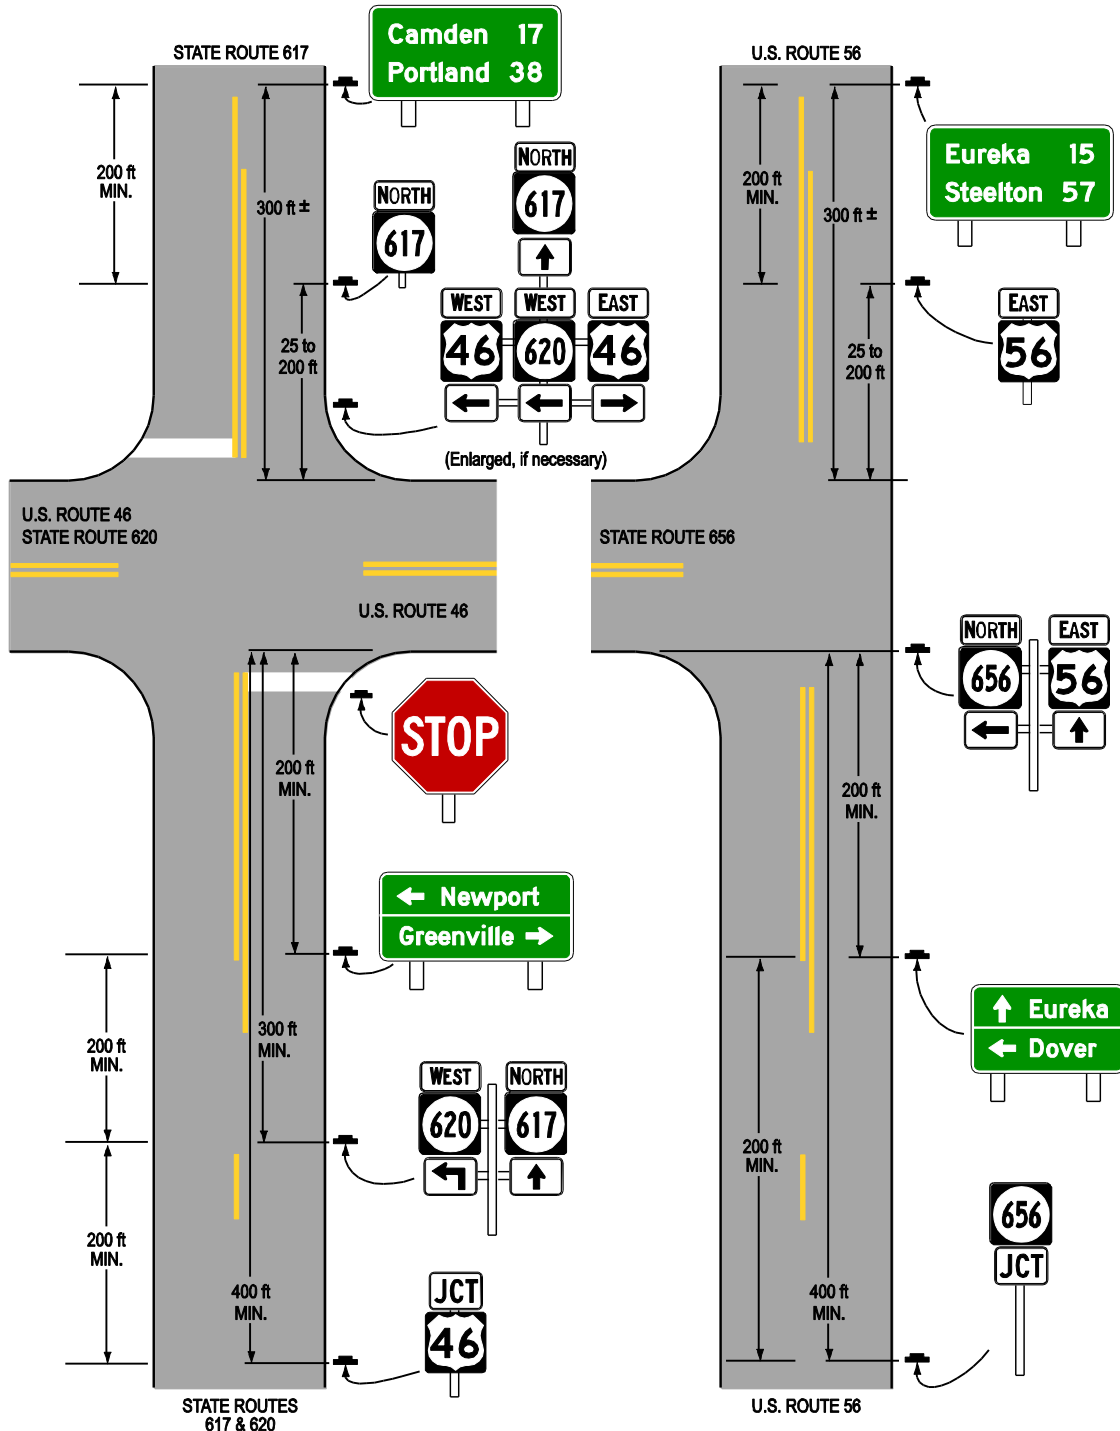 STATE ROUTE 617
Camden 17
Portland 38
200 ft
MIN.
300 ft ±
NORTH
617
NORTH
617
WEST
46
WEST
620
EAST
46
25 to
200 ft
(Enlarged, if necessary)
U.S. ROUTE 46
STATE ROUTE 620
U.S. ROUTE 46
STOP
200 ft
MIN.
Newport
Greenville
300 ft
MIN.
200 ft
MIN.
WEST
620
NORTH
617
200 ft
MIN.
400 ft
MIN.
JCT
46
STATE ROUTES
617 & 620
U.S. ROUTE 56
Eureka 15
Steelton 57
200 ft
MIN.
300 ft ±
EAST
56
25 to
200 ft
STATE ROUTE 656
NORTH
656
EAST
56
200 ft
MIN.
Eureka
Dover
200 ft
MIN.
656
JCT
400 ft
MIN.
U.S. ROUTE 56